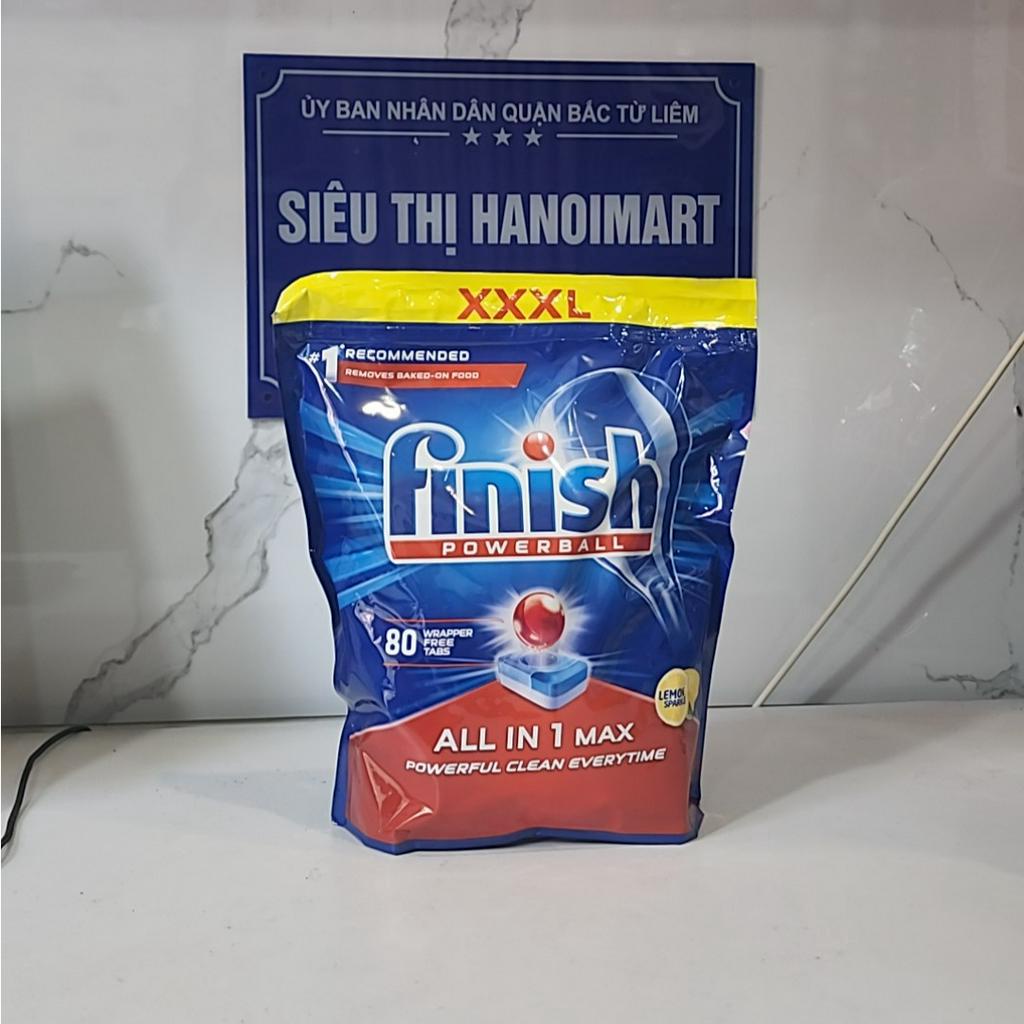 ỦY BAN NHÂN DÂN QUẬN BẮC TỪ LIÊM
SIÊU THỊ HANOIMART
XXXL
#1 RECOMMENDED
REMOVES BAKED-ON FOOD
finish
POWERBALL
80 WRAPPER
FREE
TABS
LEMON
SPARKLE
ALL IN 1 MAX
POWERFUL CLEAN EVERYTIME